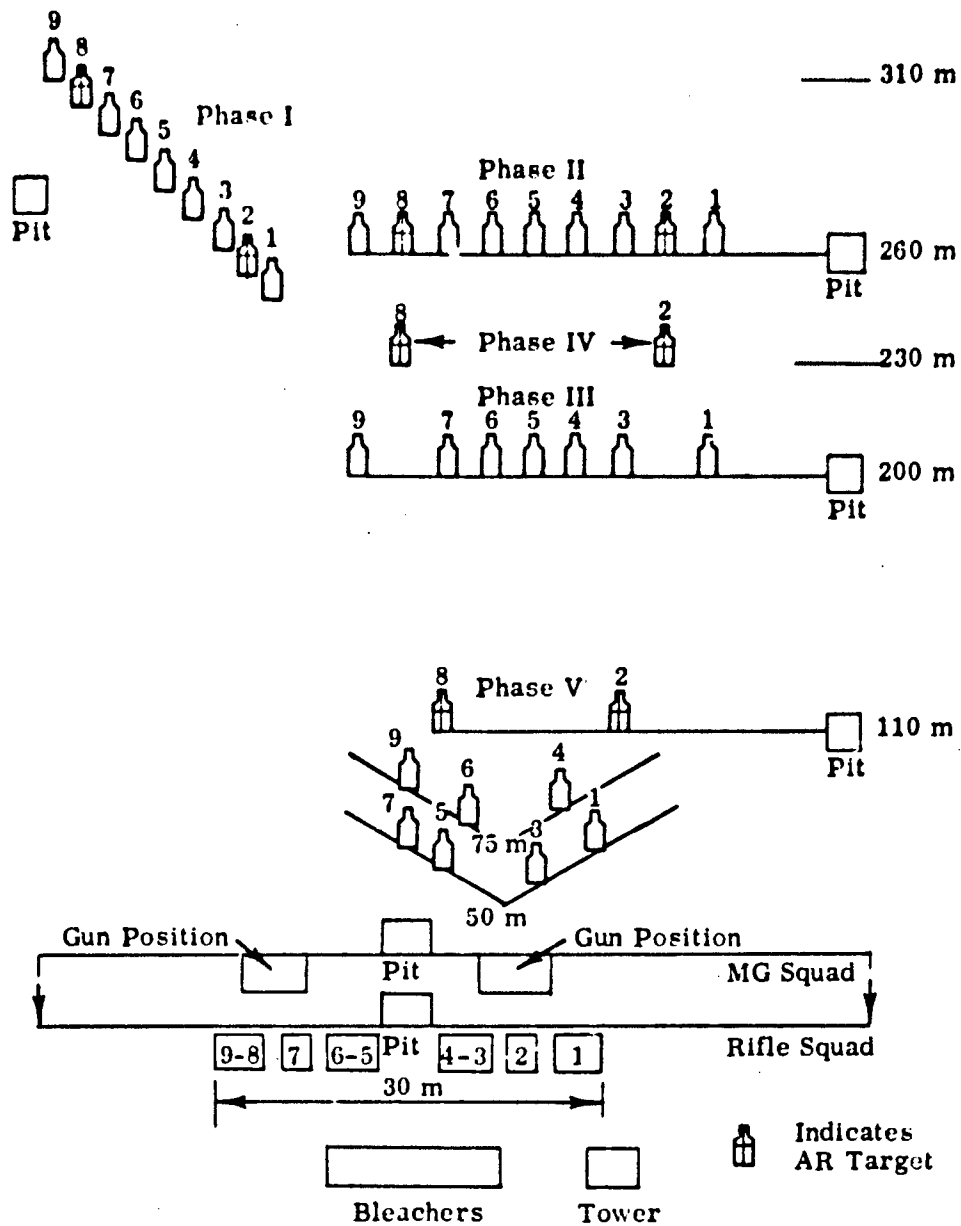 9
8
7
6
5
4
3
2
1
Phase I
310 m
Pit
Phase II
9 8 7 6 5 4 3 2 1
260 m
Pit
8 Phase IV 2
230 m
Phase III
9 7 6 5 4 3 1
200 m
Pit
8 Phase V 2
110 m
Pit
9
6
4
7
5
1
3
75 m
50 m
Gun Position
Gun Position
Pit
MG Squad
9-8 7 6-5 Pit 4-3 2 1
Rifle Squad
30 m
Indicates
AR Target
Bleachers
Tower